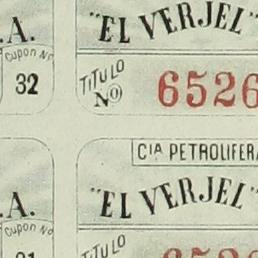 .A. "EL VERJEL"
Cupon No
32 TITULO No 6526
CIA PETROLIFERA
.A. "EL VERJEL"
Cupon No
TITULO